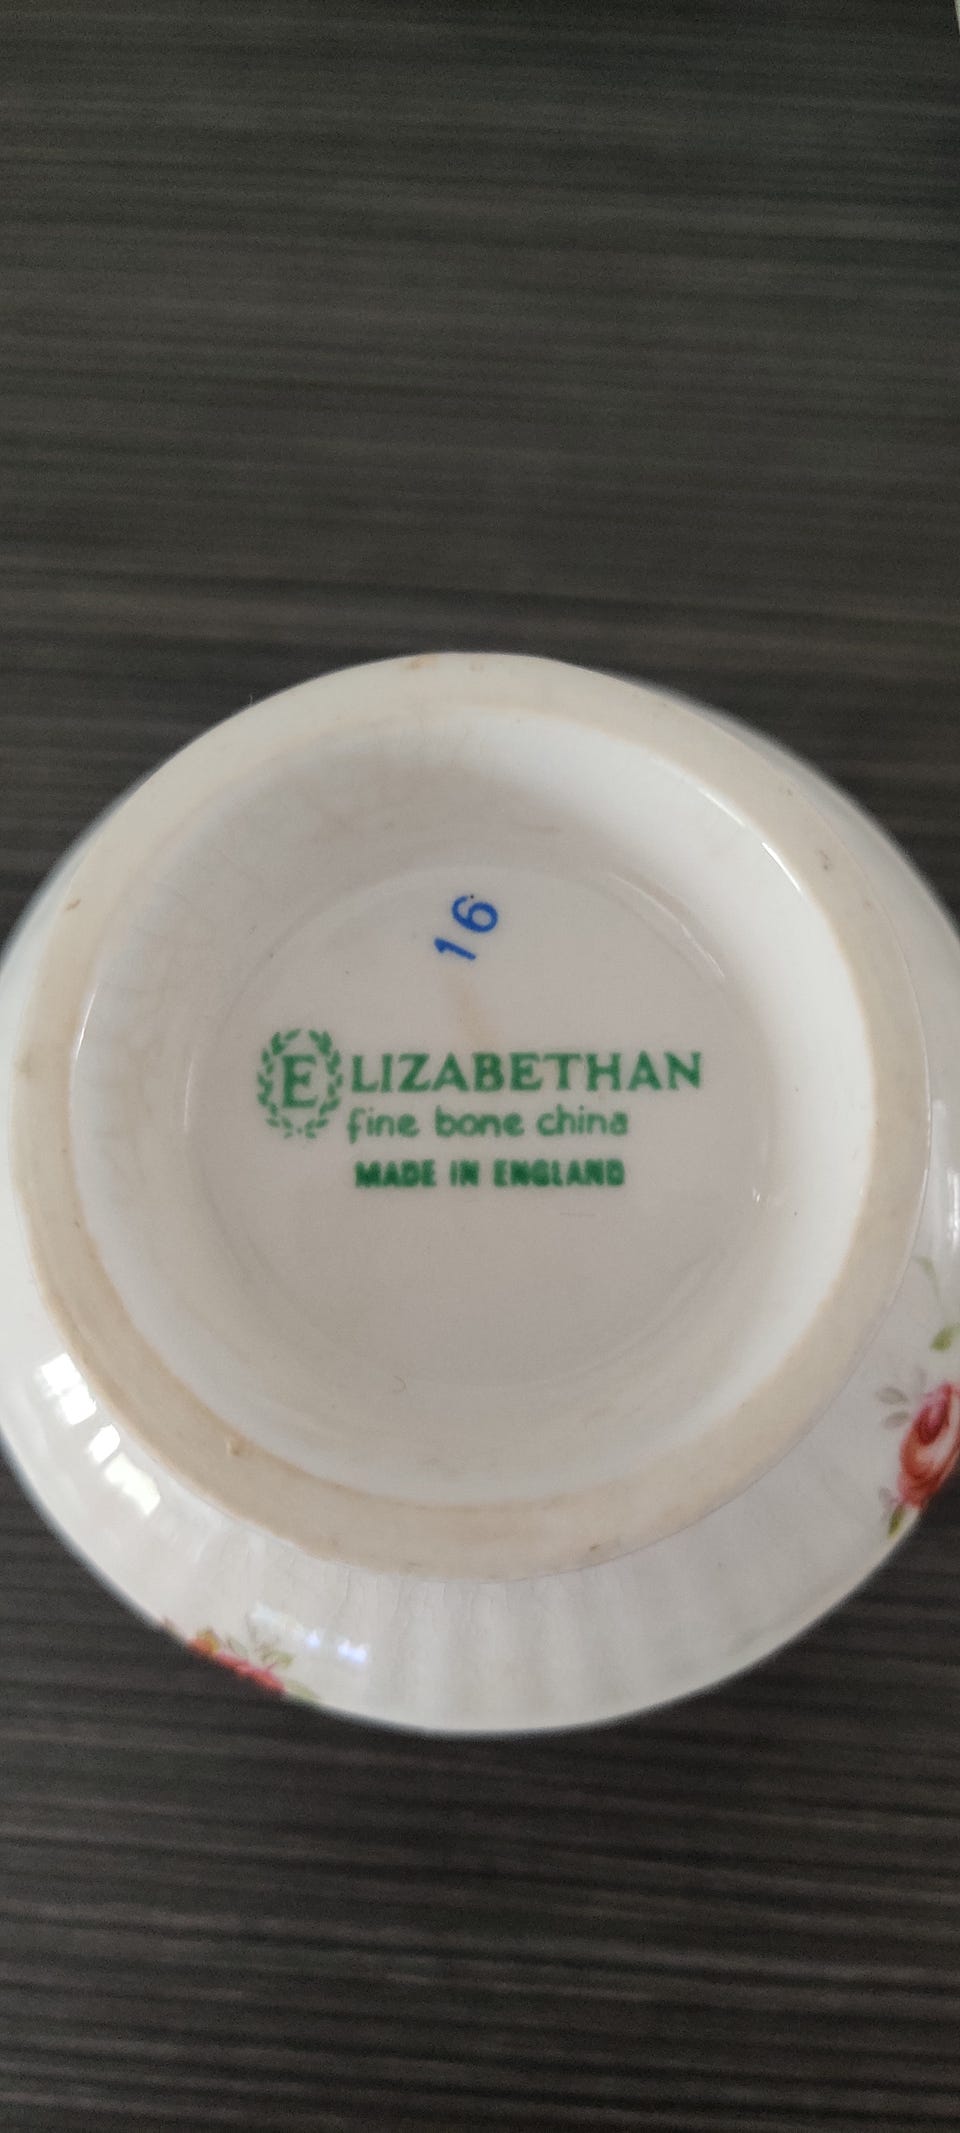 16
ELIZABETHAN
fine bone china
MADE IN ENGLAND